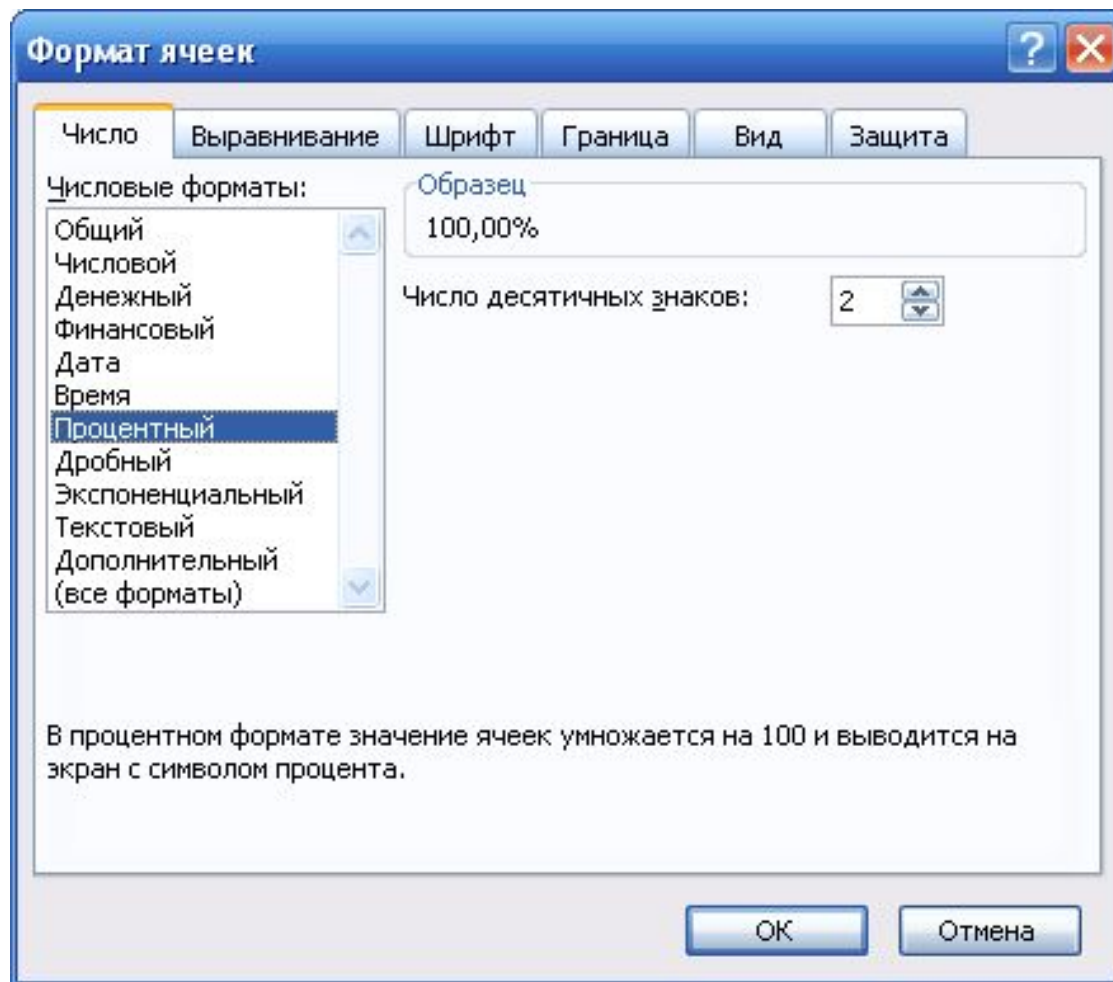 Формат ячеек
Число
Выравнивание
Шрифт
Граница
Вид
Защита
Числовые форматы:
Общий
Числовой
Денежный
Финансовый
Дата
Время
Процентный
Дробный
Экспоненциальный
Текстовый
Дополнительный
(все форматы)
Образец
100,00%
Число десятичных знаков:
2
В процентном формате значение ячеек умножается на 100 и выводится на
экран с символом процента.
ОК
Отмена